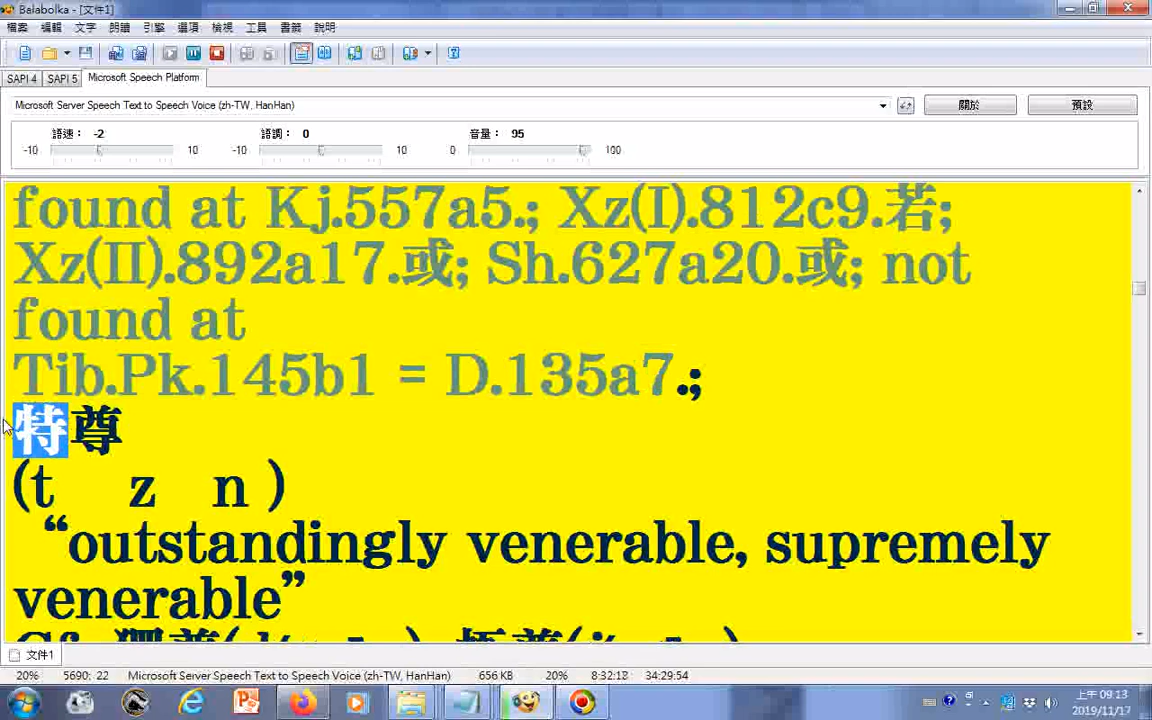 Balabolka - [文件1]
檔案 編輯 文字 朗讀 引擎 選項 檢視 工具 書籤 說明
SAPI 4 SAPI 5 Microsoft Speech Platform
Microsoft Server Speech Text to Speech Voice (zh-TW, HanHan) 關於 預設
語速： -2 語調： 0 音量： 95
-10 10 -10 10 0 100
found at Kj.557a5.; Xz(I).812c9.若;
Xz(II).892a17.或; Sh.627a20.或; not
found at
Tib.Pk.145b1 = D.135a7.;
特尊
(t z n )
“outstandingly venerable, supremely
venerable”
文件1
20% 5690; 22 Microsoft Server Speech Text to Speech Voice (zh-TW, HanHan) 656 KB 20% 8:32:18 34:29:54
上午 09:13
2019/11/17